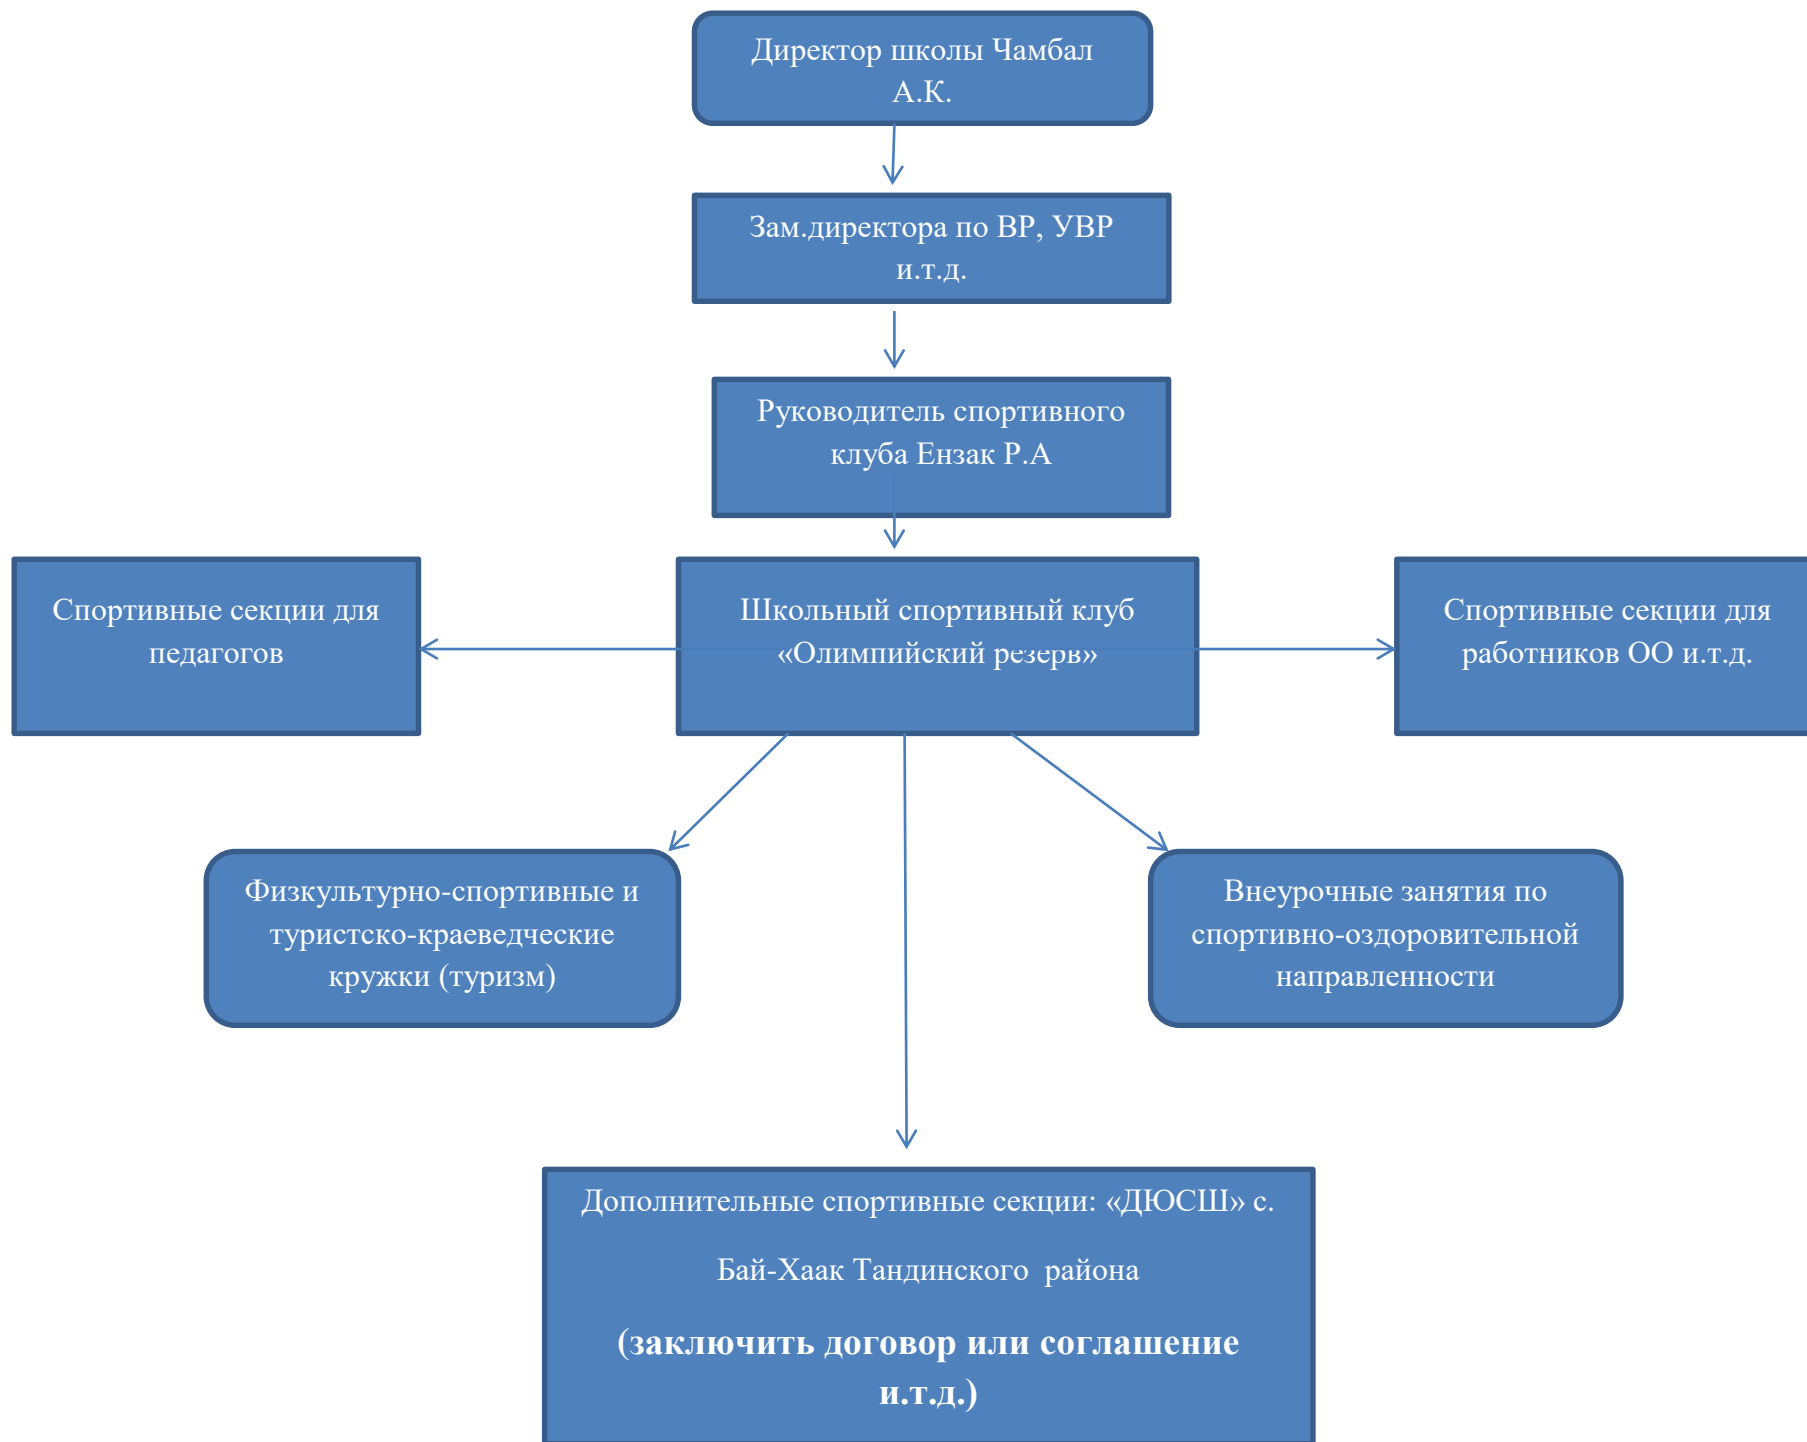 Директор школы Чамбал
А.К.
Зам.директора по ВР, УВР
и.т.д.
Руководитель спортивного
клуба Ензак Р.А
Спортивные секции для
педагогов
Школьный спортивный клуб
«Олимпийский резерв»
Спортивные секции для
работников ОО и.т.д.
Физкультурно-спортивные и
туристско-краеведческие
кружки (туризм)
Внеурочные занятия по
спортивно-оздоровительной
направленности
Дополнительные спортивные секции: «ДЮСШ» с.
Бай-Хаак Тандинского района
(заключить договор или соглашение
и.т.д.)